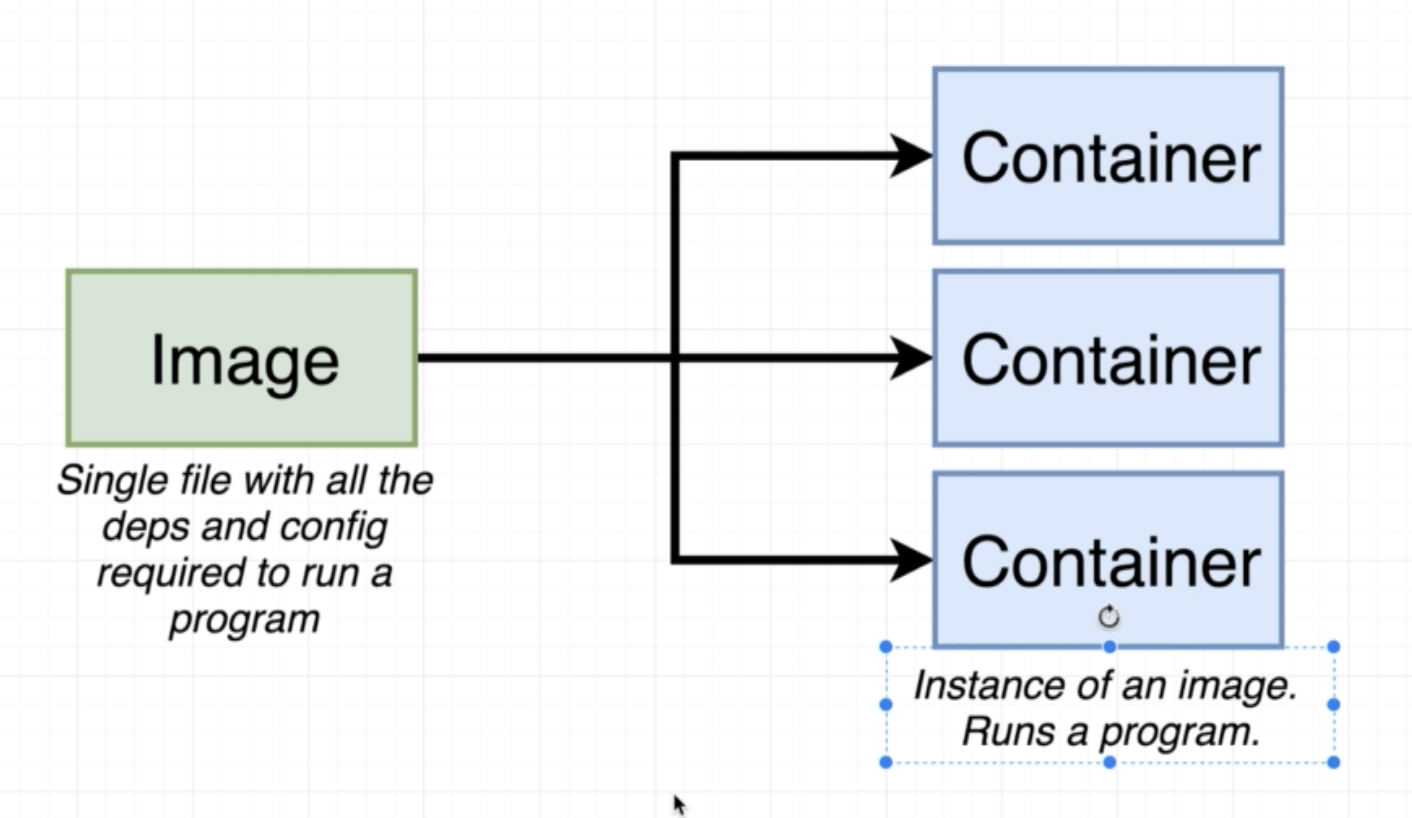 Container
Image
Container
Single file with all the
deps and config
required to run a
program
Container
Instance of an image.
Runs a program.